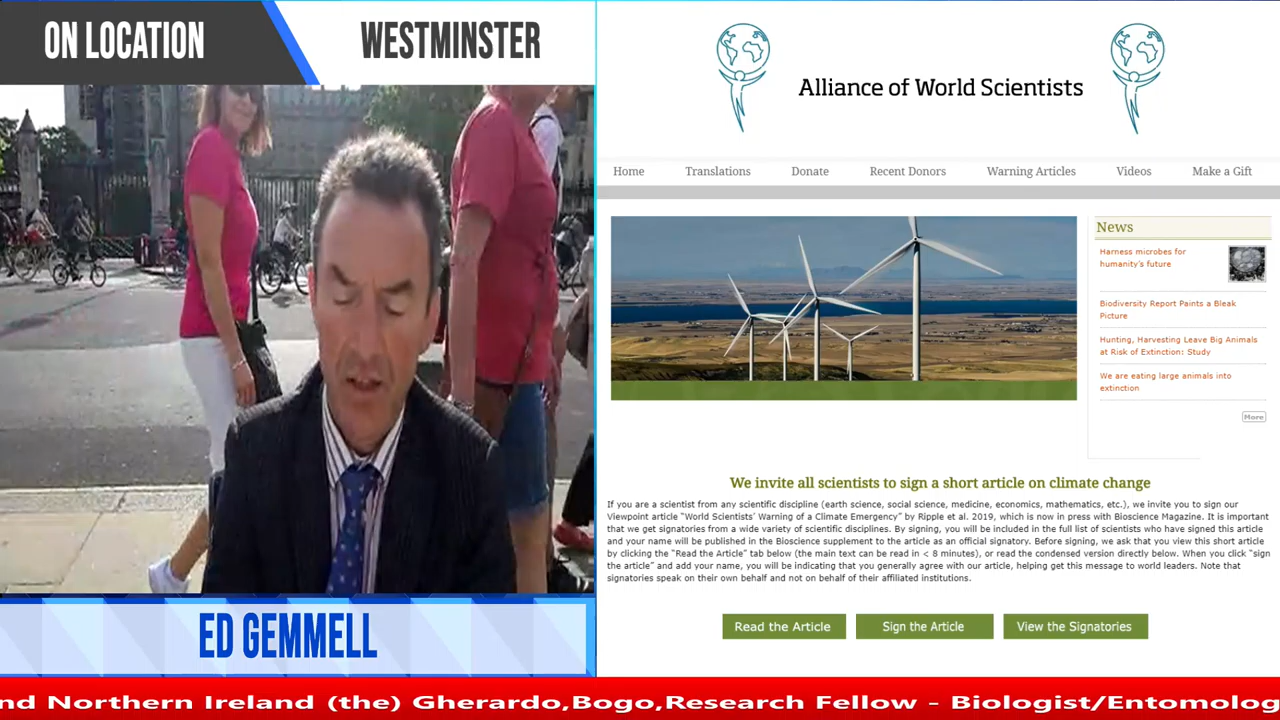 ON LOCATION
WESTMINSTER
ED GEMMELL
Alliance of World Scientists
Home
Translations
Donate
Recent Donors
Warning Articles
Videos
Make a Gift
News
Harness microbes for
humanity's future
Biodiversity Report Paints a Bleak
Picture
Hunting, Harvesting Leave Big Animals
at Risk of Extinction: Study
We are eating large animals into
extinction
More
We invite all scientists to sign a short article on climate change
If you are a scientist from any scientific discipline (earth science, social science, medicine, economics, mathematics, etc.), we invite you to sign our
Viewpoint article "World Scientists' Warning of a Climate Emergency" by Ripple et al. 2019, which is now in press with Bioscience Magazine. It is important
that we get signatories from a wide variety of scientific disciplines. By signing, you will be included in the full list of scientists who have signed this article
and your name will be published in the Bioscience supplement to the article as an official signatory. Before signing, we ask that you view this short article
by clicking the "Read the Article" tab below (the main text can be read in < 8 minutes), or read the condensed version directly below. When you click "sign
the article" and add your name, you will be indicating that you generally agree with our article, helping get this message to world leaders. Note that
signatories speak on their own behalf and not on behalf of their affiliated institutions.
Read the Article
Sign the Article
View the Signatories
nd Northern Ireland (the) Gherardo,Bogo,Research Fellow - Biologist/Entomolog